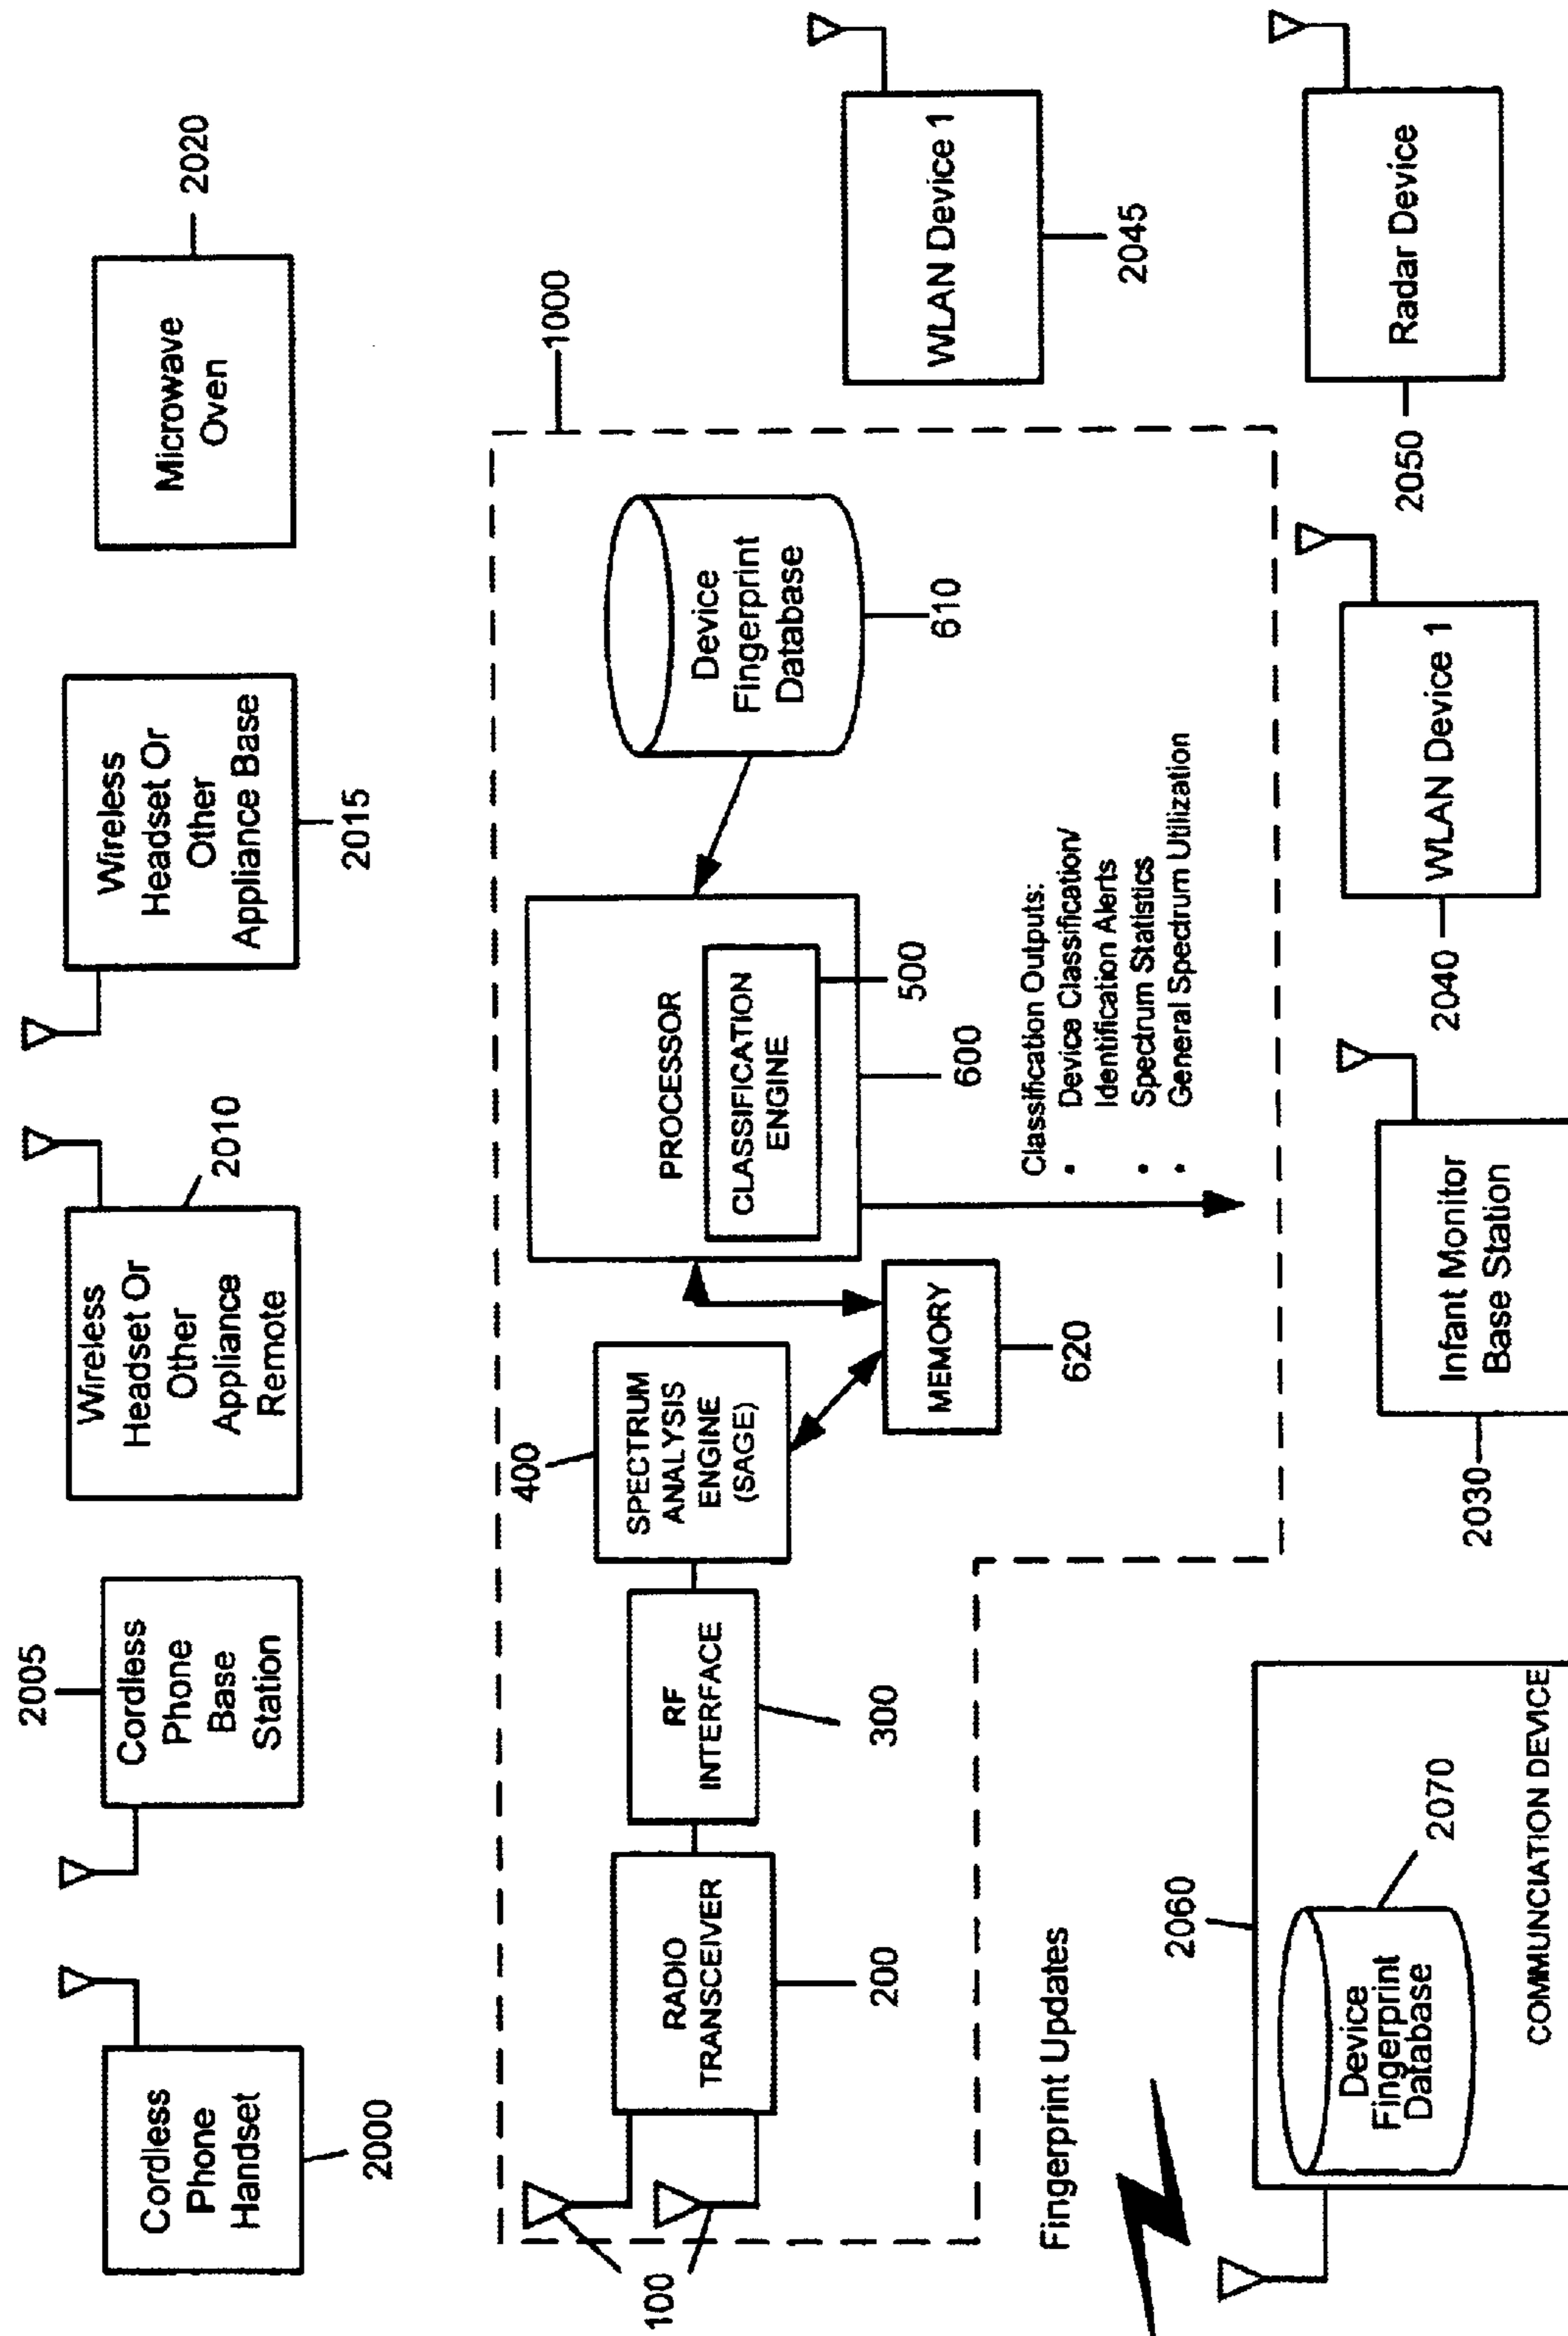 Cordless
Phone
Handset
2000
2005
Cordless
Phone
Base
Station
Wireless
Headset Or
Other
Appliance
Remote
2010
Wireless
Headset Or
Other
Appliance Base
2015
Microwave
Oven
2020
1000
100
RADIO
TRANSCEIVER
200
RF
INTERFACE
300
400
SPECTRUM
ANALYSIS
ENGINE
(SAGE)
MEMORY
620
PROCESSOR
CLASSIFICATION
ENGINE
500
600
Device
Fingerprint
Database
610
Classification Outputs:
• Device Classification/
Identification Alerts
• Spectrum Statistics
• General Spectrum Utilization
WLAN Device 1
2045
Fingerprint Updates
2060
Device
Fingerprint
Database
2070
COMMUNCIATION DEVICE
Infant Monitor
Base Station
2030
WLAN Device 1
2040
Radar Device
2050